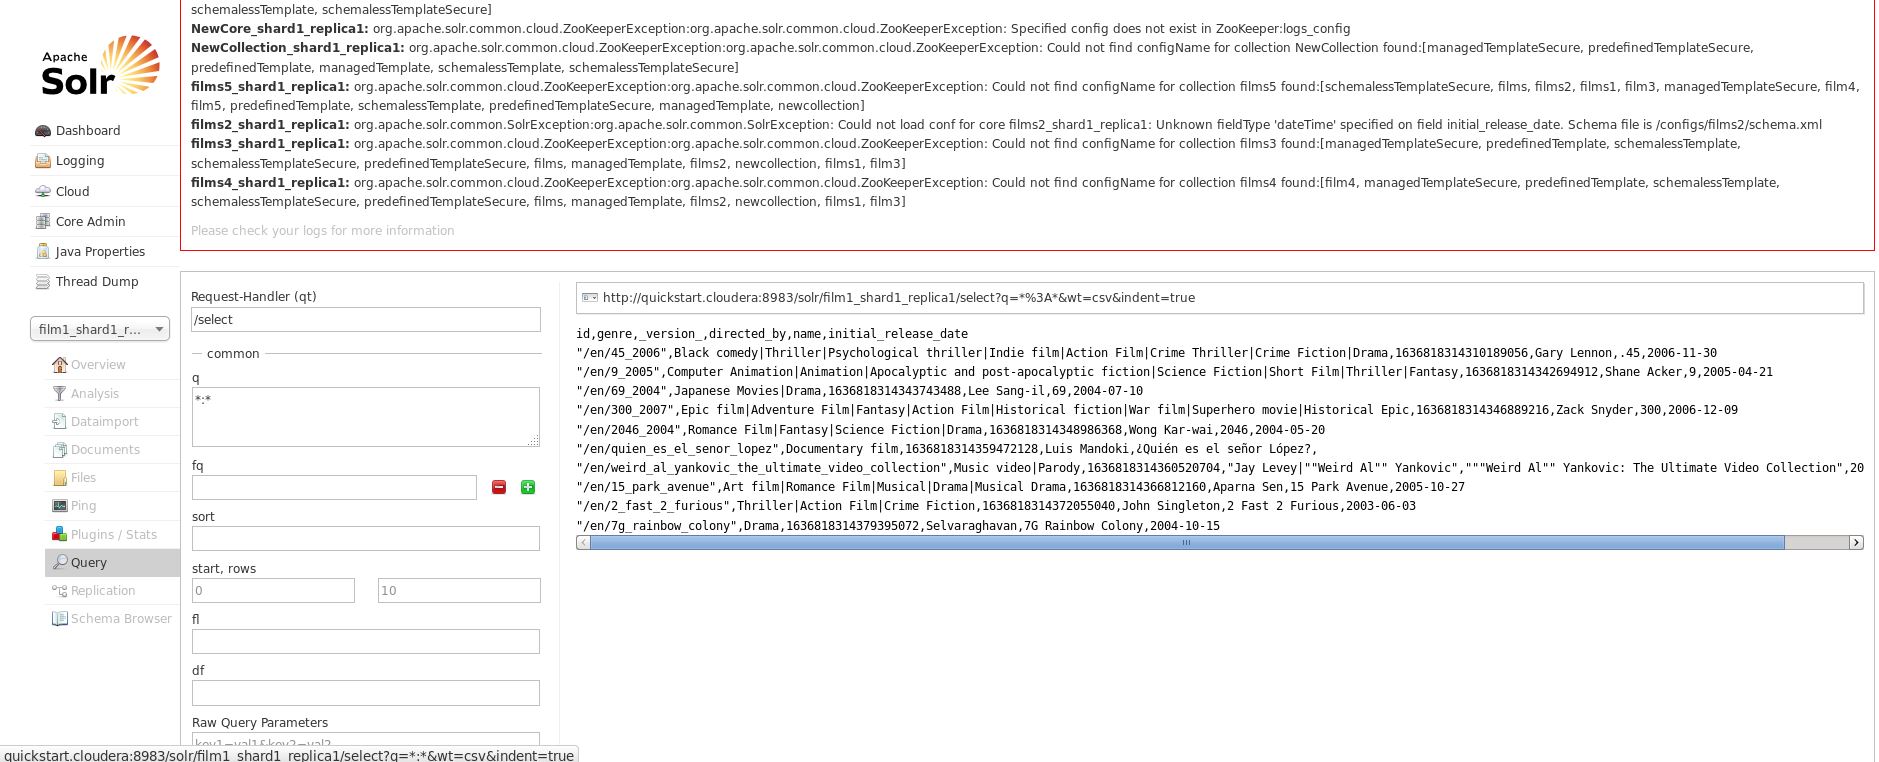 schemalessTemplate, schemalessTemplateSecure]
NewCore_shard1_replica1: org.apache.solr.common.cloud.ZooKeeperException:org.apache.solr.common.cloud.ZooKeeperException: Specified config does not exist in ZooKeeper:logs_config
NewCollection_shard1_replica1: org.apache.solr.common.cloud.ZooKeeperException:org.apache.solr.common.cloud.ZooKeeperException: Could not find configName for collection NewCollection found:[managedTemplateSecure, predefinedTemplate,
predefinedTemplate, managedTemplate, schemalessTemplate, schemalessTemplateSecure]
films5_shard1_replica1: org.apache.solr.common.cloud.ZooKeeperException:org.apache.solr.common.cloud.ZooKeeperException: Could not find configName for collection films5 found:[schemalessTemplateSecure, films, films2, films1, film3, managedTemplateSecure, film4,
film5, predefinedTemplate, schemalessTemplate, predefinedTemplateSecure, managedTemplate, newcollection]
films2_shard1_replica1: org.apache.solr.common.SolrException:org.apache.solr.common.SolrException: Could not load conf for core films2_shard1_replica1: Unknown fieldType 'dateTime' specified on field initial_release_date. Schema file is /configs/films2/schema.xml
films3_shard1_replica1: org.apache.solr.common.cloud.ZooKeeperException:org.apache.solr.common.cloud.ZooKeeperException: Could not find configName for collection films3 found:[managedTemplateSecure, predefinedTemplate, schemalessTemplate,
schemalessTemplateSecure, predefinedTemplateSecure, films, managedTemplate, films2, newcollection, films1, film3]
films4_shard1_replica1: org.apache.solr.common.cloud.ZooKeeperException:org.apache.solr.common.cloud.ZooKeeperException: Could not find configName for collection films4 found:[film4, managedTemplateSecure, predefinedTemplate, schemalessTemplate,
schemalessTemplateSecure, predefinedTemplateSecure, films, managedTemplate, films2, newcollection, films1, film3]
Please check your logs for more information
Apache
Solr
Dashboard
Logging
Cloud
Core Admin
Java Properties
Thread Dump
film1_shard1_r...
Overview
Analysis
Dataimport
Documents
Files
Ping
Plugins / Stats
Query
Replication
Schema Browser
Request-Handler (qt)
/select
common
q
*:*
fq
sort
start, rows
0 10
fl
df
Raw Query Parameters
key1=val1&key2=val2
http://quickstart.cloudera:8983/solr/film1_shard1_replica1/select?q=*%3A*&wt=csv&indent=true
id,genre,_version_,directed_by,name,initial_release_date
"/en/45_2006",Black comedy|Thriller|Psychological thriller|Indie film|Action Film|Crime Thriller|Crime Fiction|Drama,1636818314310189056,Gary Lennon,.45,2006-11-30
"/en/9_2005",Computer Animation|Animation|Apocalyptic and post-apocalyptic fiction|Science Fiction|Short Film|Thriller|Fantasy,1636818314342694912,Shane Acker,9,2005-04-21
"/en/69_2004",Japanese Movies|Drama,1636818314343743488,Lee Sang-il,69,2004-07-10
"/en/300_2007",Epic film|Adventure Film|Fantasy|Action Film|Historical fiction|War film|Superhero movie|Historical Epic,1636818314346889216,Zack Snyder,300,2006-12-09
"/en/2046_2004",Romance Film|Fantasy|Science Fiction|Drama,1636818314348986368,Wong Kar-wai,2046,2004-05-20
"/en/quien_es_el_senor_lopez",Documentary film,1636818314359472128,Luis Mandoki,¿Quién es el señor López?,
"/en/weird_al_yankovic_the_ultimate_video_collection",Music video|Parody,1636818314360520704,"Jay Levey|""Weird Al"" Yankovic","""Weird Al"" Yankovic: The Ultimate Video Collection",20
"/en/15_park_avenue",Art film|Romance Film|Musical|Drama|Musical Drama,1636818314366812160,Aparna Sen,15 Park Avenue,2005-10-27
"/en/2_fast_2_furious",Thriller|Action Film|Crime Fiction,1636818314372055040,John Singleton,2 Fast 2 Furious,2003-06-03
"/en/7g_rainbow_colony",Drama,1636818314379395072,Selvaraghavan,7G Rainbow Colony,2004-10-15
quickstart.cloudera:8983/solr/film1_shard1_replica1/select?q=*:*&wt=csv&indent=true